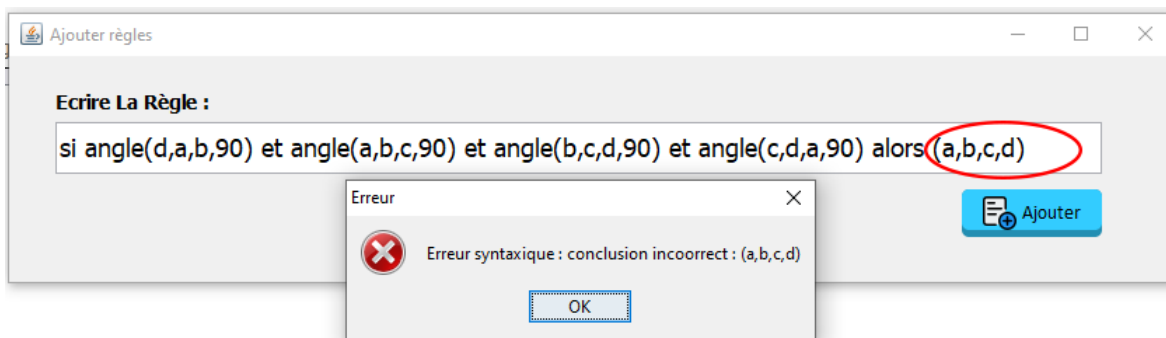 Ajouter règles
Ecrire La Règle :
si angle(d,a,b,90) et angle(a,b,c,90) et angle(b,c,d,90) et angle(c,d,a,90) alors (a,b,c,d)
Ajouter
Erreur
Erreur syntaxique : conclusion incoorrect : (a,b,c,d)
OK